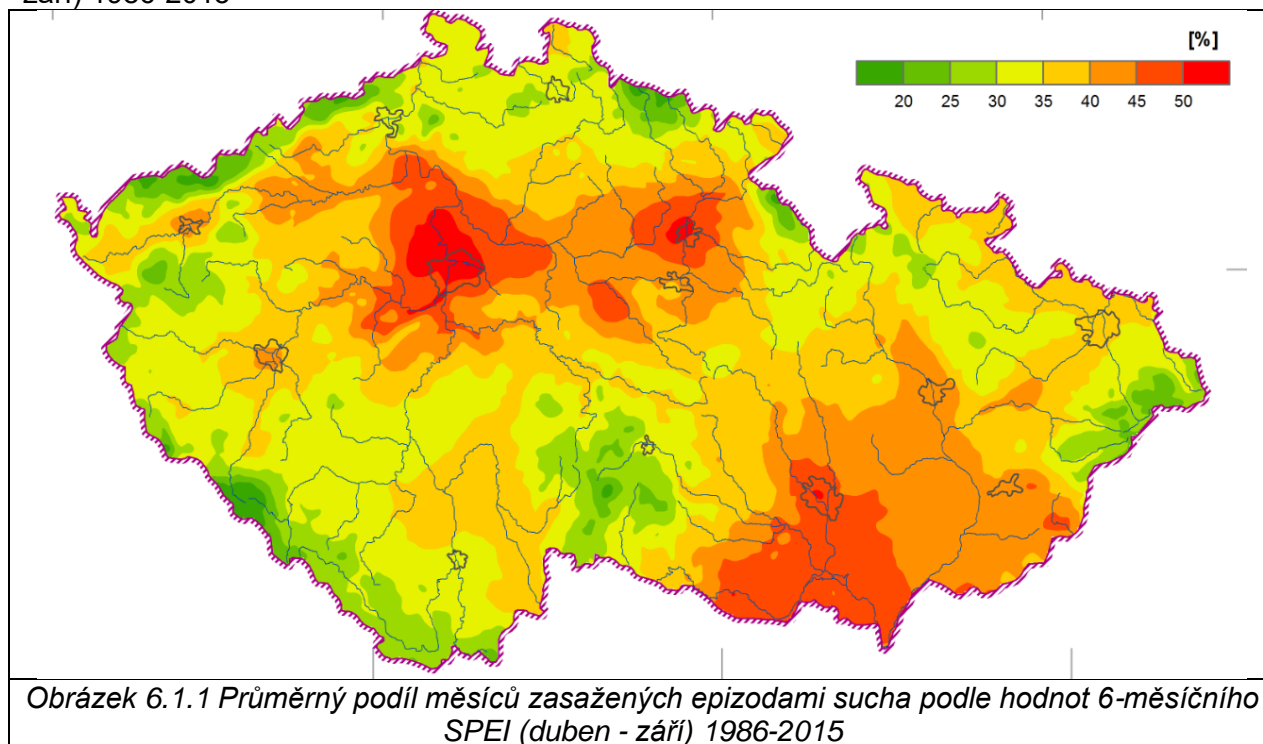 [%]
20 25 30 35 40 45 50
Obrázek 6.1.1 Průměrný podíl měsíců zasažených epizodami sucha podle hodnot 6-měsíčního
SPEI (duben - září) 1986-2015